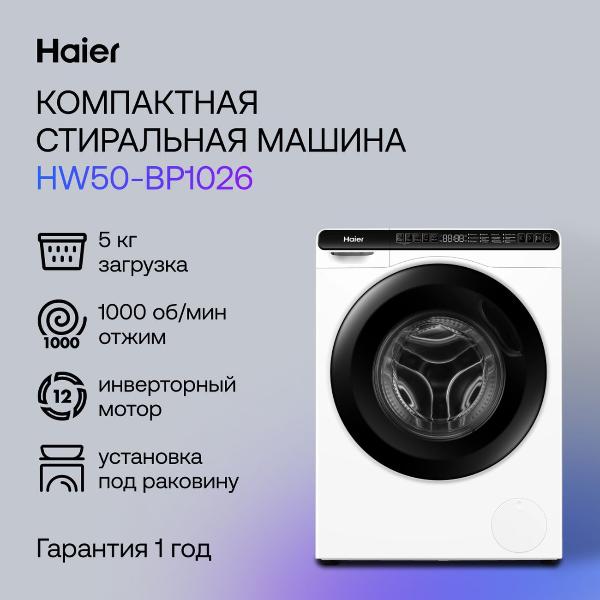 Haier
КОМПАКТНАЯ
СТИРАЛЬНАЯ МАШИНА
HW50-BP1026
5 кг
загрузка
1000 об/мин
отжим
1000
инверторный
мотор
12
установка
под раковину
Гарантия 1 год
Haier